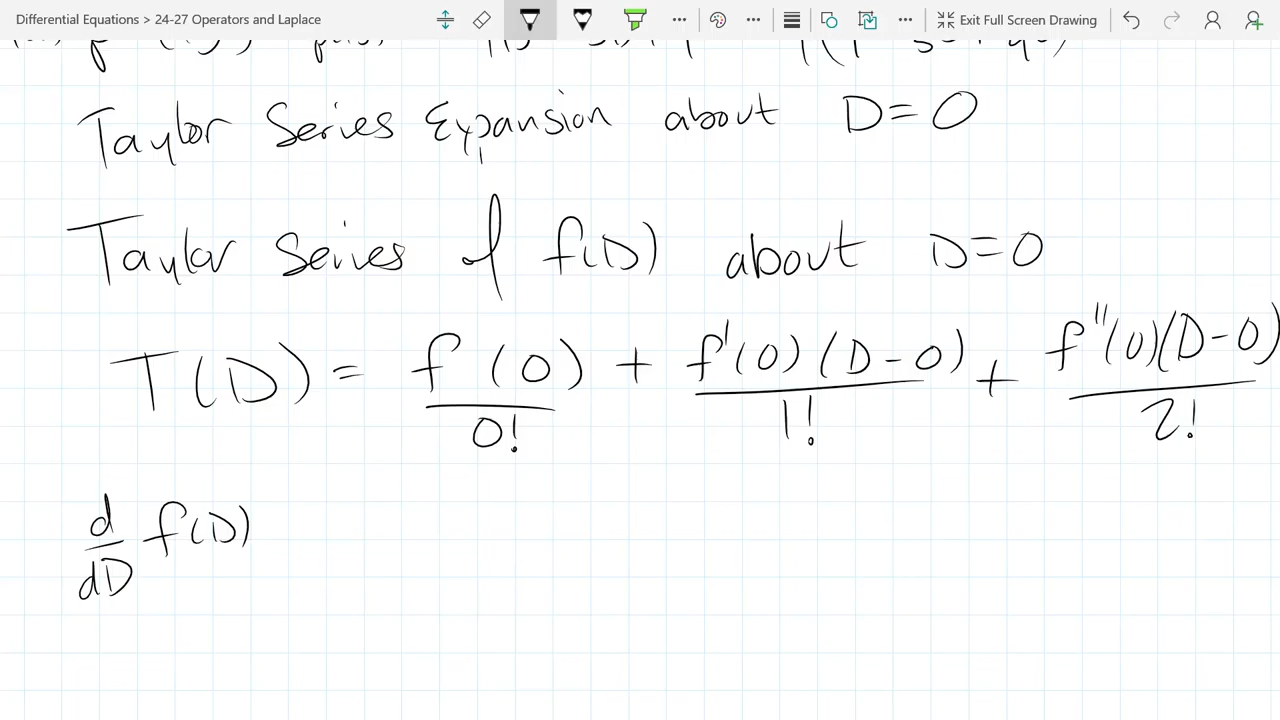 Differential Equations > 24-27 Operators and Laplace
Exit Full Screen Drawing
Taylor Series Expansion about D=0
Taylor Series of f(D) about D=0
T(D) = f(0)/0! + f'(0)(D-0)/1! + f''(0)(D-0)/2!
d/dD f(D)